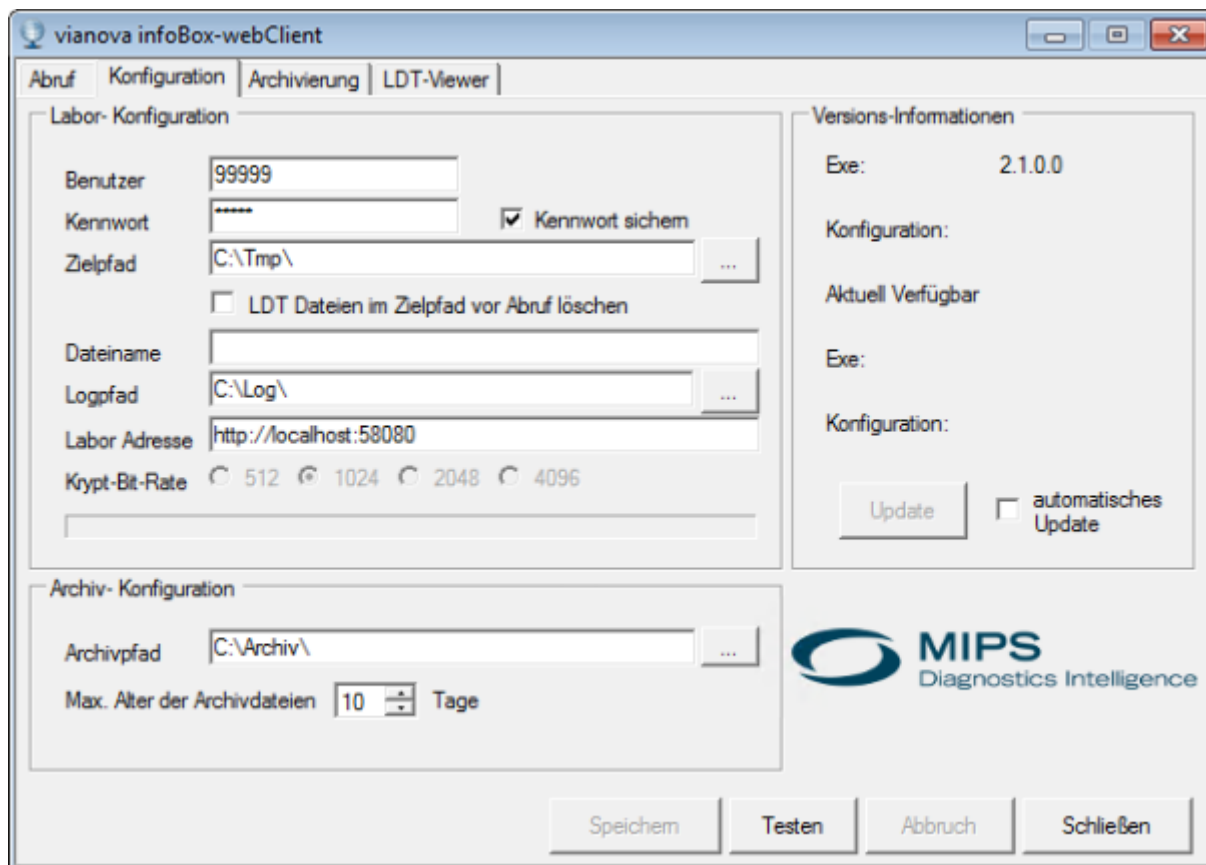 vianova infoBox-webClient
Abruf Konfiguration Archivierung LDT-Viewer
Labor- Konfiguration
Benutzer 99999
Kennwort ***** Kennwort sichern
Zielpfad C:\Tmp\ ...
LDT Dateien im Zielpfad vor Abruf löschen
Dateiname
Logpfad C:\Log\ ...
Labor Adresse http://localhost:58080
Krypt-Bit-Rate 512 1024 2048 4096
Versions-Informationen
Exe: 2.1.0.0
Konfiguration:
Aktuell Verfügbar
Exe:
Konfiguration:
Update automatisches
Update
Archiv- Konfiguration
Archivpfad C:\Archiv\ ...
Max. Alter der Archivdateien 10 Tage
MIPS
Diagnostics Intelligence
Speichern Testen Abbruch Schließen